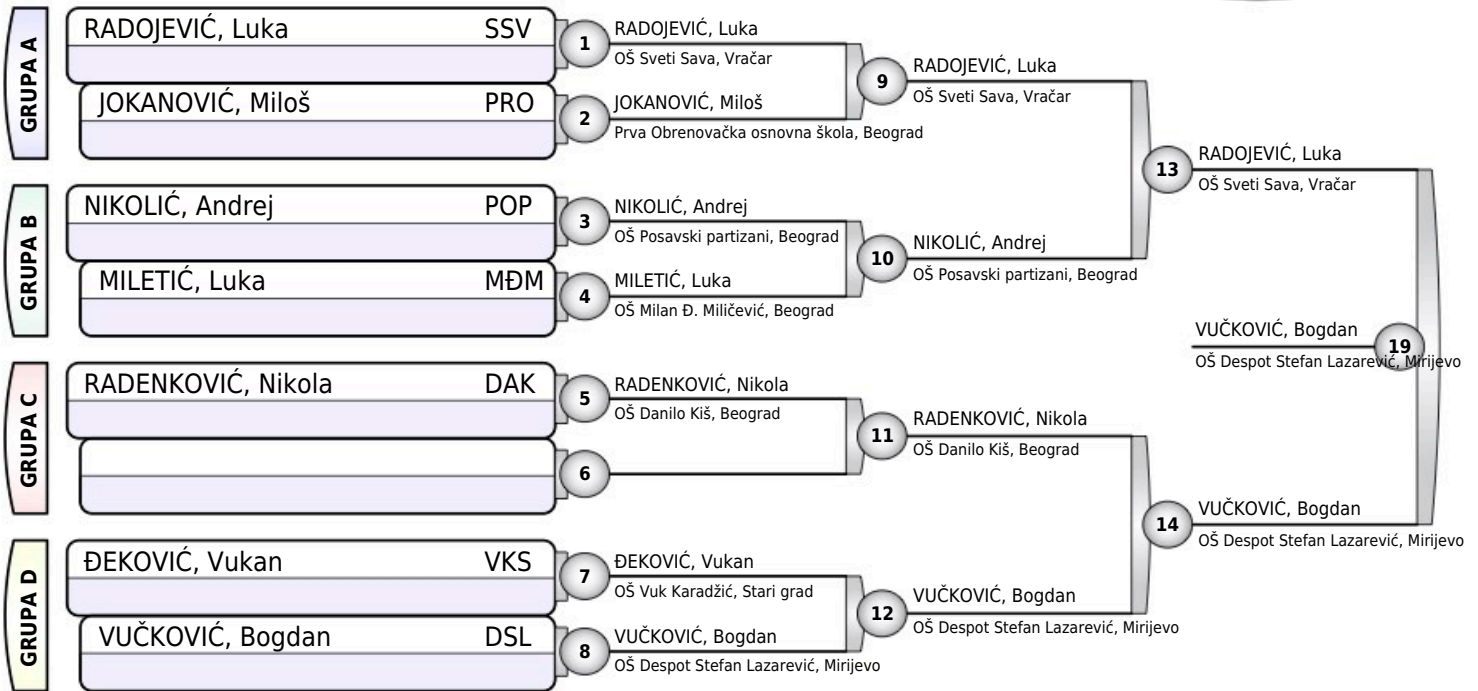 GRUPA A
RADOJEVIĆ, Luka SSV
JOKANOVIĆ, Miloš PRO
GRUPA B
NIKOLIĆ, Andrej POP
MILETIĆ, Luka MĐM
GRUPA C
RADENKOVIĆ, Nikola DAK
GRUPA D
ĐEKOVIĆ, Vukan VKS
VUČKOVIĆ, Bogdan DSL
1
RADOJEVIĆ, Luka
OŠ Sveti Sava, Vračar
2
JOKANOVIĆ, Miloš
Prva Obrenovačka osnovna škola, Beograd
3
NIKOLIĆ, Andrej
OŠ Posavski partizani, Beograd
4
MILETIĆ, Luka
OŠ Milan Đ. Miličević, Beograd
5
RADENKOVIĆ, Nikola
OŠ Danilo Kiš, Beograd
6
7
ĐEKOVIĆ, Vukan
OŠ Vuk Karadžić, Stari grad
8
VUČKOVIĆ, Bogdan
OŠ Despot Stefan Lazarević, Mirijevo
9
RADOJEVIĆ, Luka
OŠ Sveti Sava, Vračar
10
NIKOLIĆ, Andrej
OŠ Posavski partizani, Beograd
11
RADENKOVIĆ, Nikola
OŠ Danilo Kiš, Beograd
12
VUČKOVIĆ, Bogdan
OŠ Despot Stefan Lazarević, Mirijevo
13
RADOJEVIĆ, Luka
OŠ Sveti Sava, Vračar
14
VUČKOVIĆ, Bogdan
OŠ Despot Stefan Lazarević, Mirijevo
19
VUČKOVIĆ, Bogdan
OŠ Despot Stefan Lazarević, Mirijevo